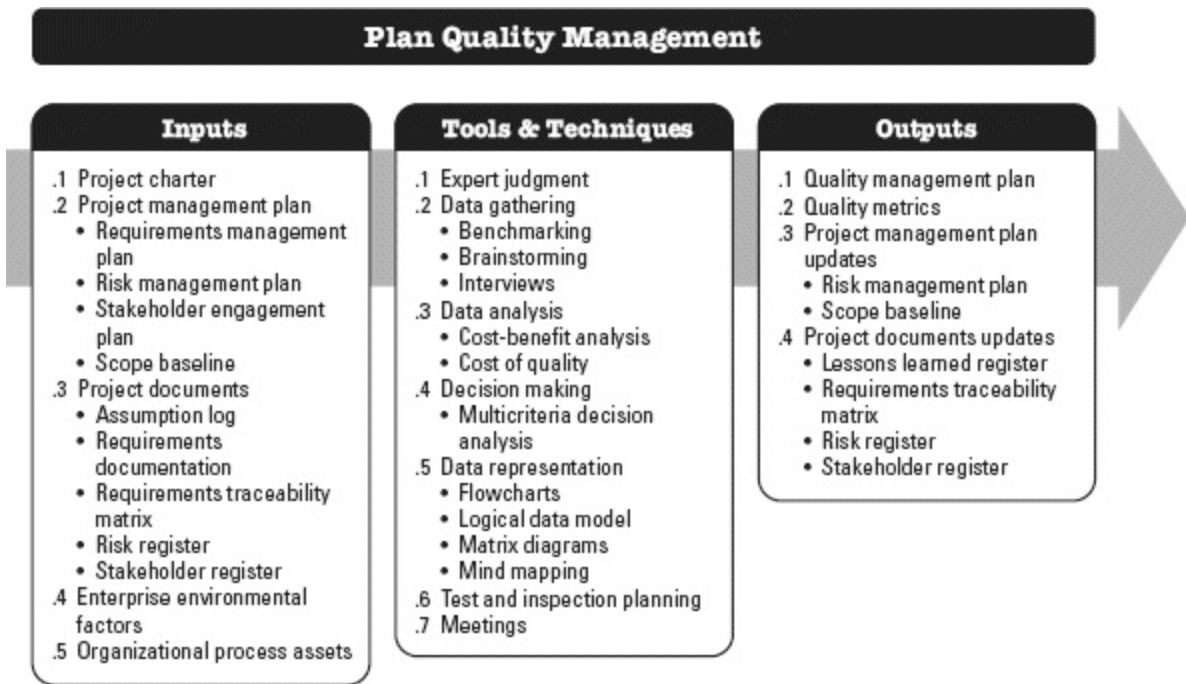 Plan Quality Management
Inputs
.1 Project charter
.2 Project management plan
• Requirements management
plan
• Risk management plan
• Stakeholder engagement
plan
• Scope baseline
.3 Project documents
• Assumption log
• Requirements
documentation
• Requirements traceability
matrix
• Risk register
• Stakeholder register
.4 Enterprise environmental
factors
.5 Organizational process assets
Tools & Techniques
.1 Expert judgment
.2 Data gathering
• Benchmarking
• Brainstorming
• Interviews
.3 Data analysis
• Cost-benefit analysis
• Cost of quality
.4 Decision making
• Multicriteria decision
analysis
.5 Data representation
• Flowcharts
• Logical data model
• Matrix diagrams
• Mind mapping
.6 Test and inspection planning
.7 Meetings
Outputs
.1 Quality management plan
.2 Quality metrics
.3 Project management plan
updates
• Risk management plan
• Scope baseline
.4 Project documents updates
• Lessons learned register
• Requirements traceability
matrix
• Risk register
• Stakeholder register